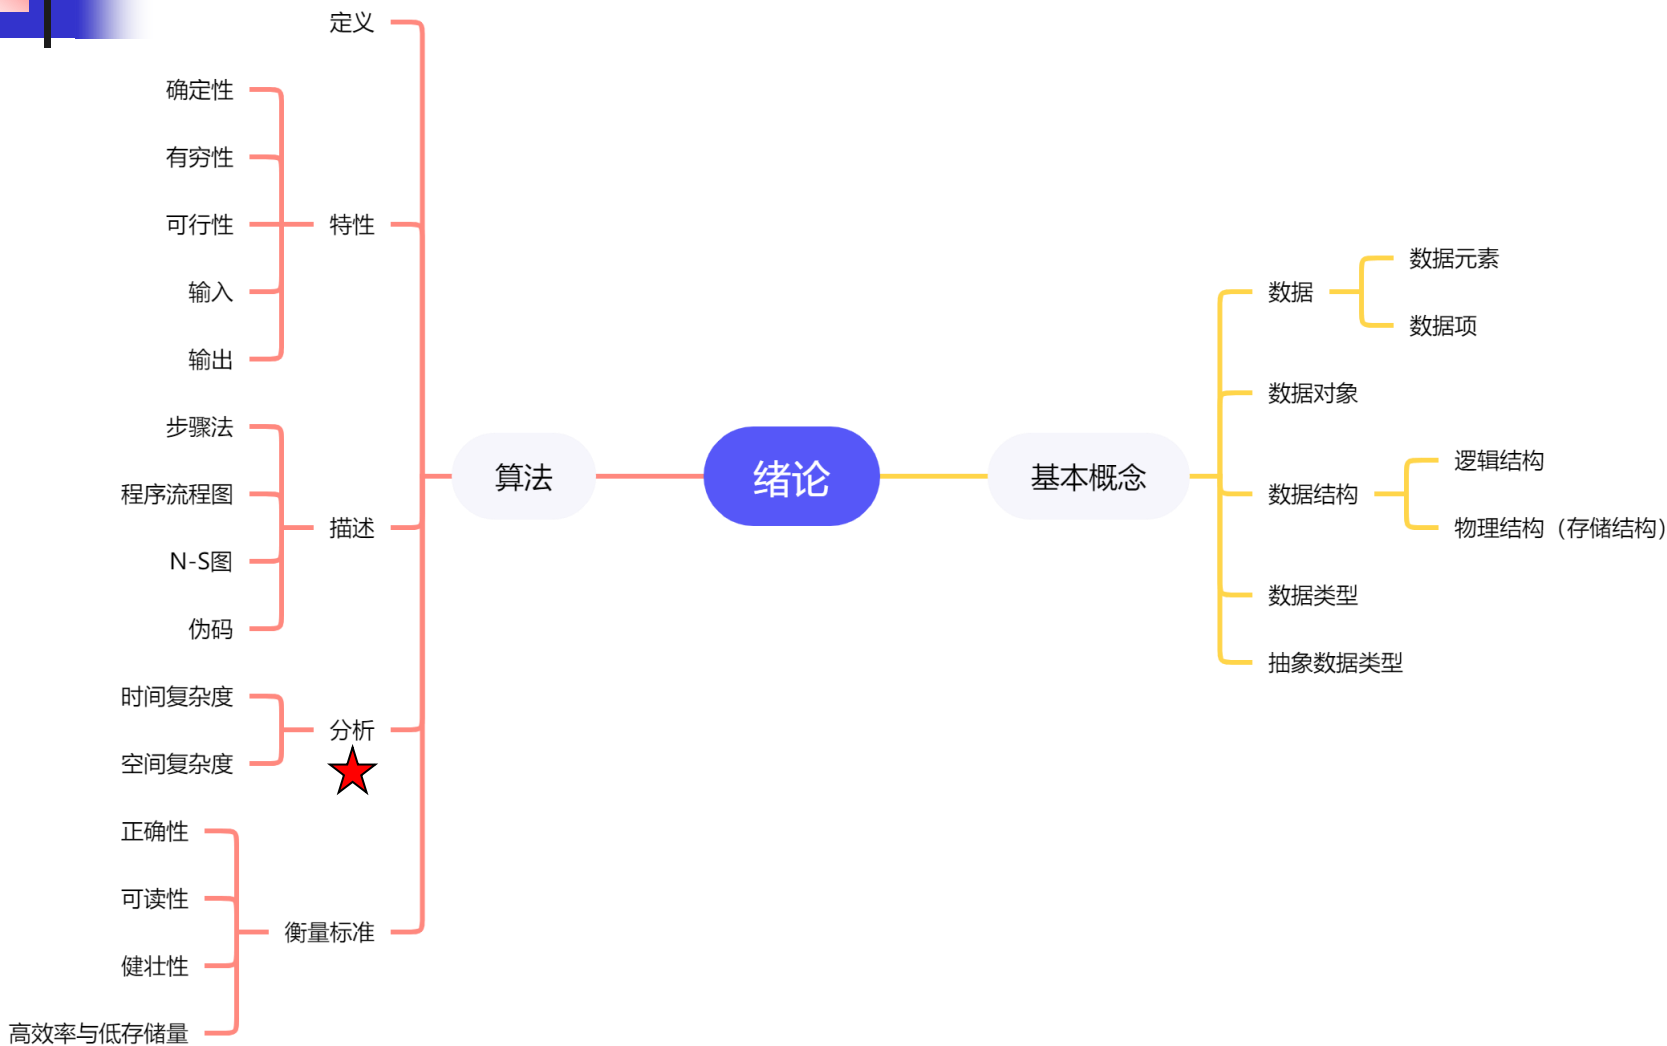 定义
确定性
有穷性
可行性
特性
输入
输出
步骤法
程序流程图
描述
N-S图
伪码
时间复杂度
分析
空间复杂度
正确性
可读性
衡量标准
健壮性
高效率与低存储量
算法
绪论
基本概念
数据
数据元素
数据项
数据对象
数据结构
逻辑结构
物理结构（存储结构）
数据类型
抽象数据类型